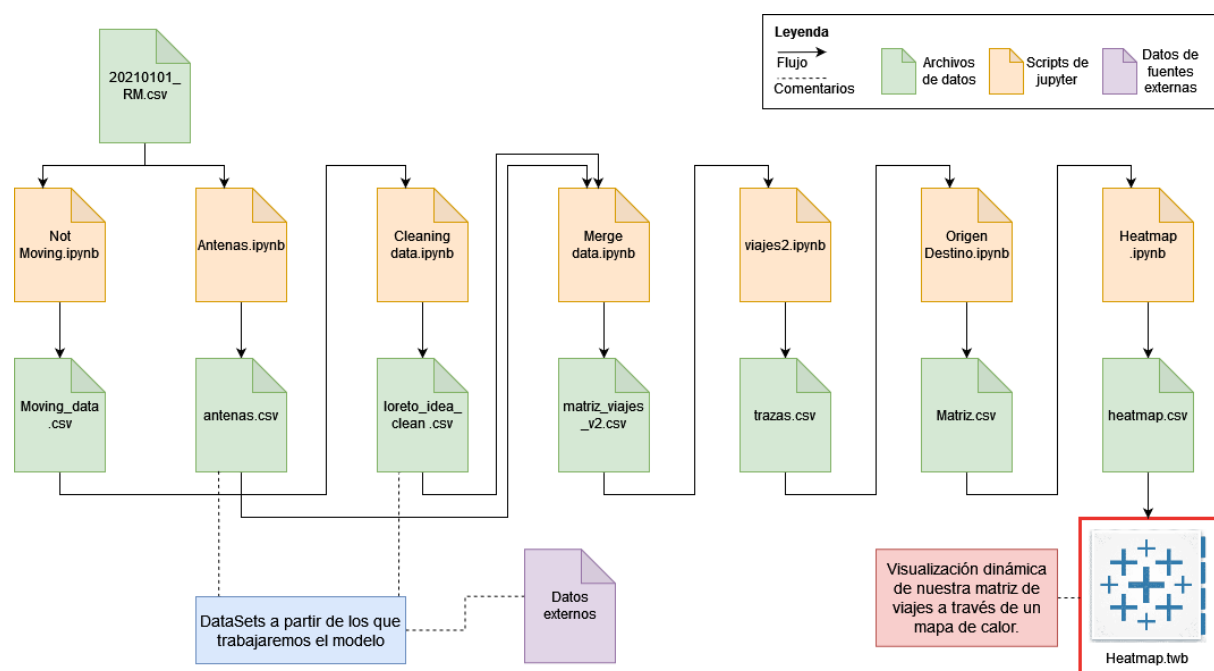 Leyenda
Flujo
Comentarios
Archivos
de datos
Scripts de
jupyter
Datos de
fuentes
externas
20210101_
RM.csv
Not
Moving.ipynb
Antenas.ipynb
Cleaning
data.ipynb
Merge
data.ipynb
viajes2.ipynb
Origen
Destino.ipynb
Heatmap
.ipynb
Moving_data
.csv
antenas.csv
loreto_idea_
clean .csv
matriz_viajes
_v2.csv
trazas.csv
Matriz.csv
heatmap.csv
DataSets a partir de los que
trabajaremos el modelo
Datos
externos
Visualización dinámica
de nuestra matriz de
viajes a través de un
mapa de calor.
Heatmap.twb